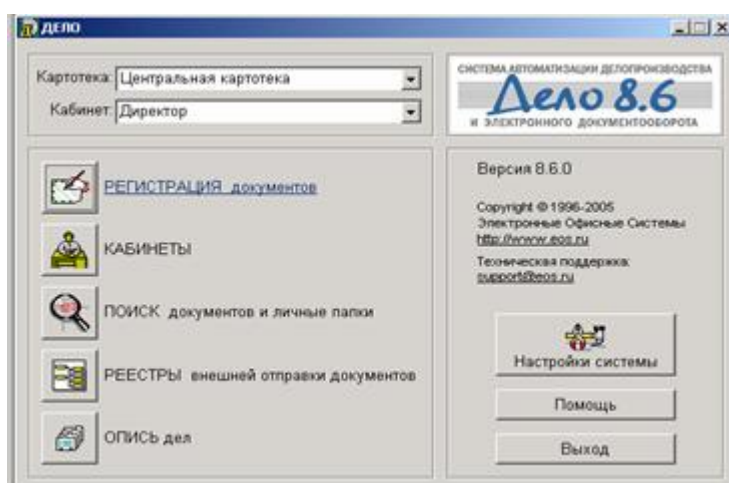 ДЕЛО
Картотека: Центральная картотека
Кабинет: Директор
СИСТЕМА АВТОМАТИЗАЦИИ ДЕЛОПРОИЗВОДСТВА
Дело 8.6
И ЭЛЕКТРОННОГО ДОКУМЕНТООБОРОТА
РЕГИСТРАЦИЯ документов
КАБИНЕТЫ
ПОИСК документов и личные папки
РЕЕСТРЫ внешней отправки документов
ОПИСЬ дел
Версия 8.6.0
Copyright © 1996-2005
Электронные Офисные Системы
http://www.eos.ru
Техническая поддержка:
support@eos.ru
Настройки системы
Помощь
Выход